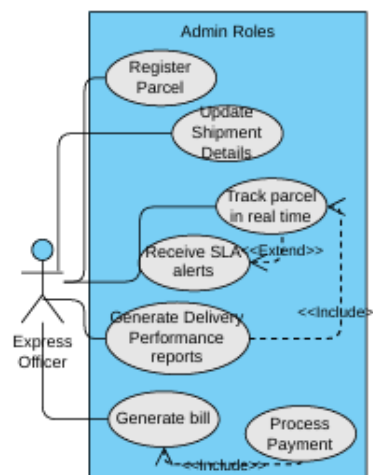 Admin Roles
Register
Parcel
Update
Shipment
Details
Track parcel
in real time
<<Extend>>
Receive SLA
alerts
<<Include>
Generate Delivery
Performance
reports
Express
Officer
Generate bill
Process
Payment
<<Include>>